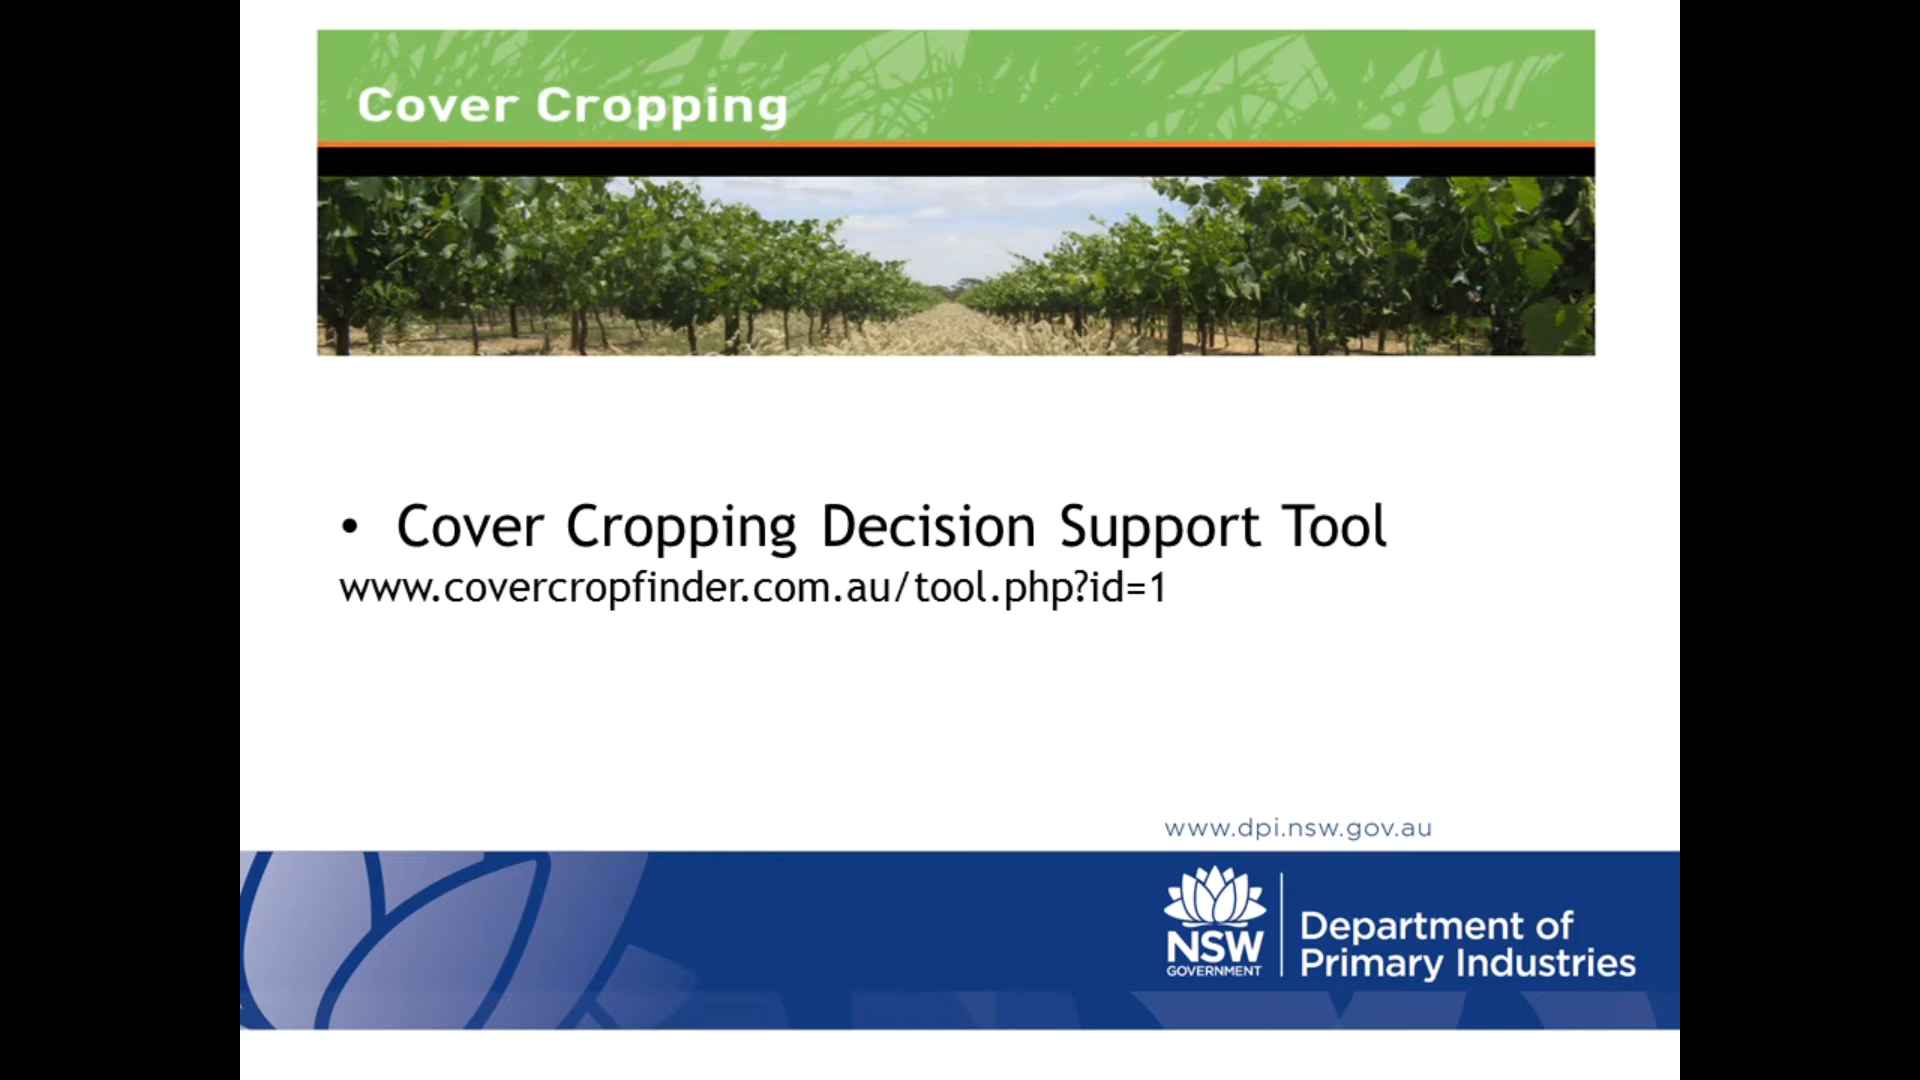 Cover Cropping
• Cover Cropping Decision Support Tool
www.covercropfinder.com.au/tool.php?id=1
www.dpi.nsw.gov.au
NSW
GOVERNMENT
Department of
Primary Industries